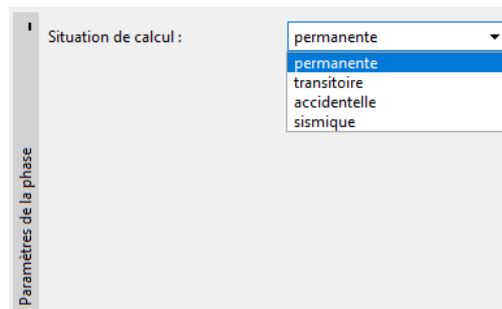 Situation de calcul :
permanente
permanente
transitoire
accidentelle
sismique
Paramètres de la phase